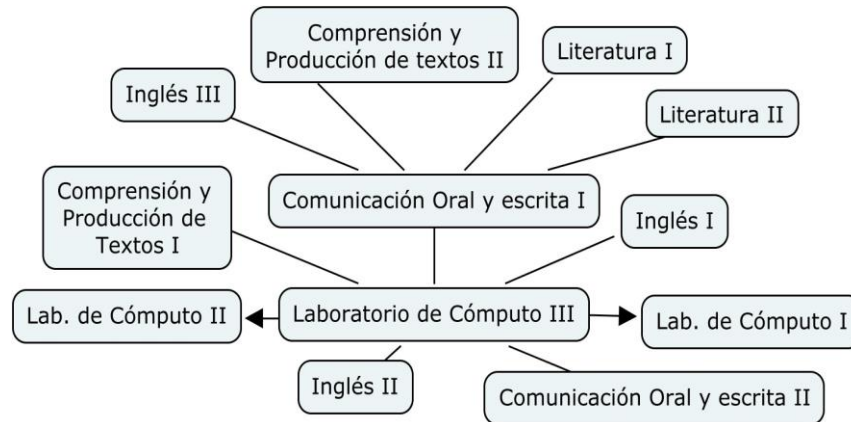 Comprensión y
Producción de textos II
Literatura I
Inglés III
Literatura II
Comprensión y
Producción de
Textos I
Comunicación Oral y escrita I
Inglés I
Lab. de Cómputo II
Laboratorio de Cómputo III
Lab. de Cómputo I
Inglés II
Comunicación Oral y escrita II